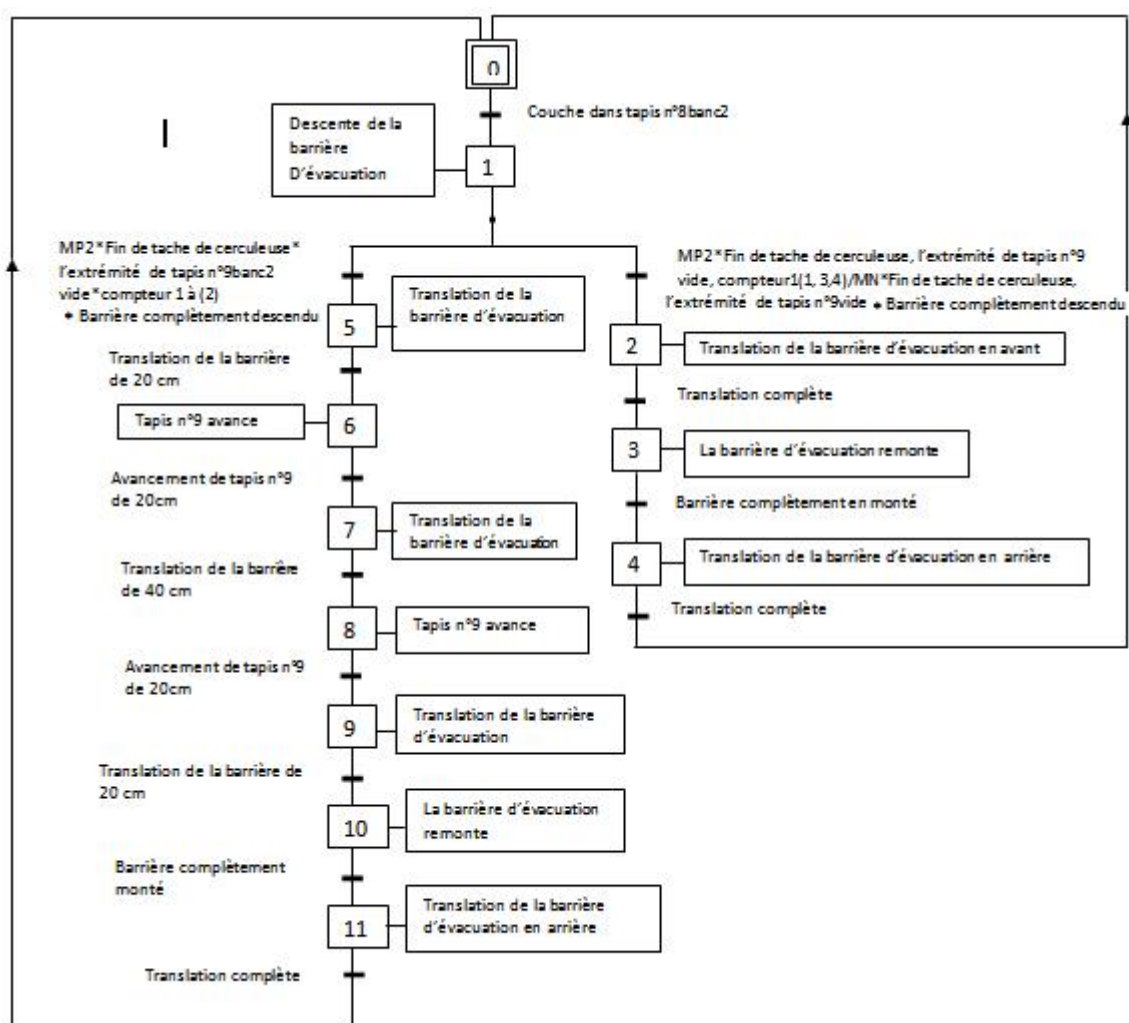 0
Couche dans tapis n°8banc2
Descente de la
barrière
D'évacuation
1
MP2*Fin de tache de cerculeuse*
l'extrémité de tapis n°9banc2
vide*compteur 1 à (2)
* Barrière complètement descendu
5
Translation de la
barrière d'évacuation
Translation de la barrière
de 20 cm
Tapis n°9 avance
6
Avancement de tapis n°9
de 20cm
7
Translation de la
barrière d'évacuation
Translation de la barrière
de 40 cm
8
Tapis n°9 avance
Avancement de tapis n°9
de 20cm
9
Translation de la barrière
d'évacuation
Translation de la barrière de
20 cm
10
La barrière d'évacuation
remonte
Barrière complètement
monté
11
Translation de la barrière
d'évacuation en arrière
Translation complète
MP2*Fin de tache de cerculeuse, l'extrémité de tapis n°9
vide, compteur1(1, 3,4)/MN*Fin de tache de cerculeuse,
l'extrémité de tapis n°9vide * Barrière complètement descendu
2
Translation de la barrière d'évacuation en avant
Translation complète
3
La barrière d'évacuation remonte
Barrière complètement en monté
4
Translation de la barrière d'évacuation en arrière
Translation complète